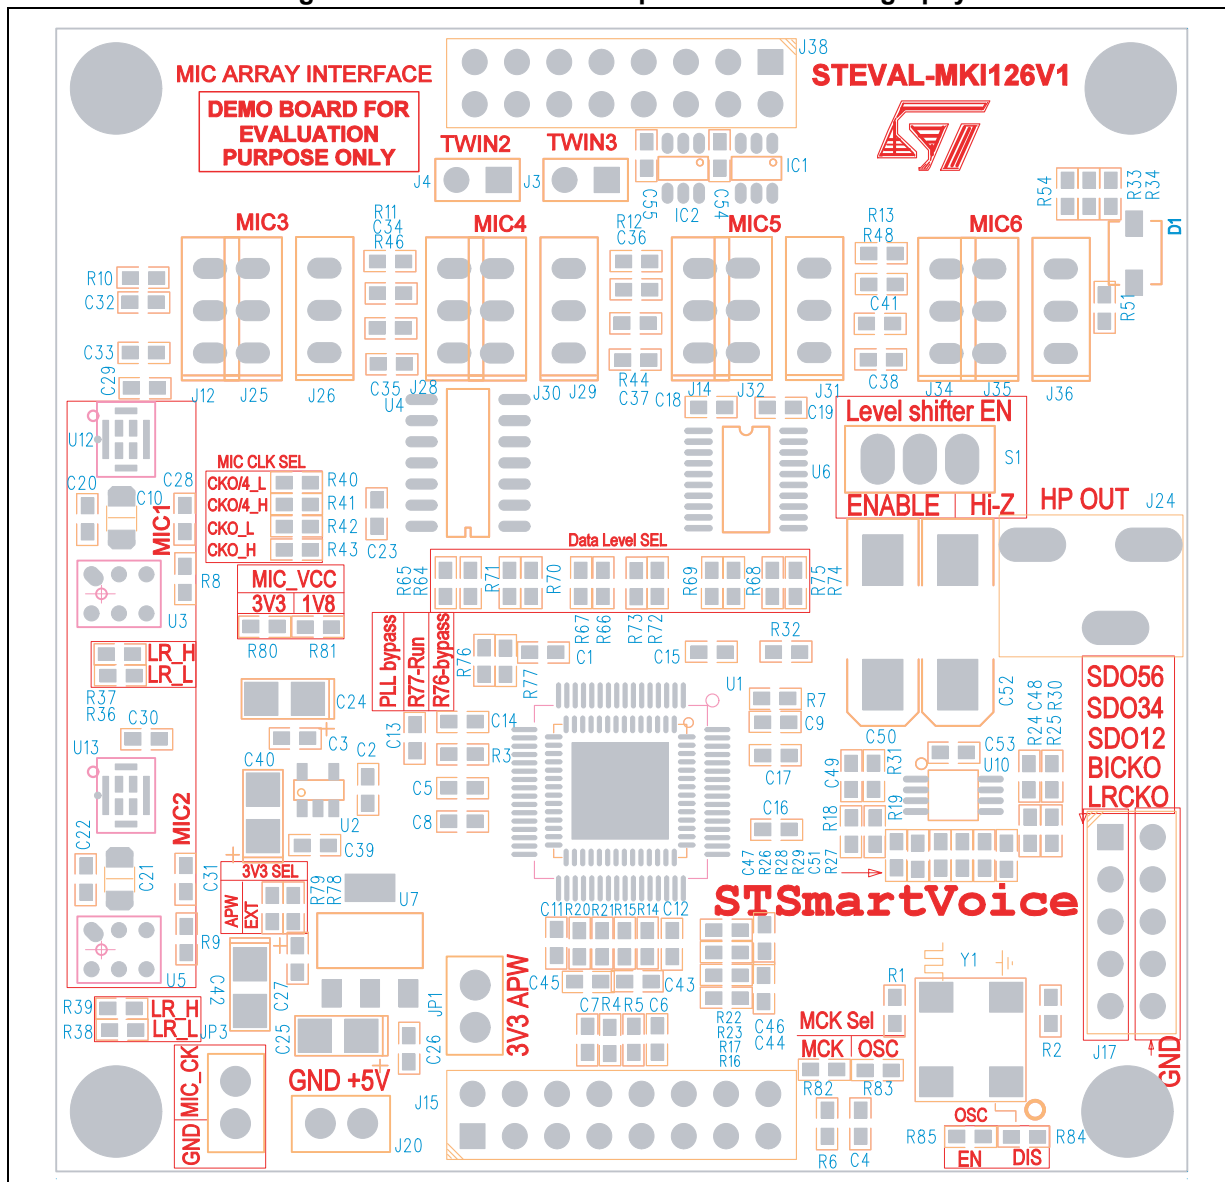 J38
MIC ARRAY INTERFACE
STEVAL-MKI126V1
DEMO BOARD FOR
EVALUATION
PURPOSE ONLY
ST
TWIN2
TWIN3
J4
J3
C55
IC2
C54
IC1
R54
R33
R34
D1
MIC3
R11
C34
R46
MIC4
R12
C36
MIC5
R13
R48
MIC6
R10
C32
C33
C29
C41
R51
J12
J25
J26
C35
J28
J30
J29
R44
C37
J14
J32
J31
C38
J34
J35
J36
U4
C18
C19
Level shifter EN
S1
ENABLE
Hi-Z
HP OUT
J24
U12
MIC CLK SEL
CKO/4_L
R40
CKO/4_H
R41
CKO_L
R42
CKO_H
R43
C23
U6
C20
C10
C28
MIC1
R8
U3
Data Level SEL
R65
R64
R71
R70
R67
R66
R73
R72
R69
R68
R75
R74
MIC_VCC
3V3
1V8
R80
R81
PLL bypass
R77-Run
R76-bypass
R76
R77
C1
C15
R32
LR_H
LR_L
R37
R36
C24
U1
R7
C9
C14
C13
R3
C17
C5
C8
C16
C30
C3
C2
U13
C40
U2
C39
MIC2
C22
C21
C31
C50
C52
R24
C48
R25
R30
C49
R31
C53
U10
R18
R19
SDO56
SDO34
SDO12
BICKO
LRCKO
C47
R26
R28
R29
C51
R27
STSmartVoice
3V3 SEL
APW
EXT
R79
R78
U7
R9
U5
C42
C27
C25
C26
C11
R20
R21
R15
R14
C12
C45
C43
C7
R4
R5
C6
R22
R23
R17
R16
C46
C44
JP1
3V3 APW
R39
R38
LR_H
LR_L
JP3
MIC_CK
GND
GND +5V
J20
J15
R1
Y1
R2
MCK Sel
MCK
OSC
R82
R83
R6
C4
OSC
R85
R84
EN
DIS
J17
GND